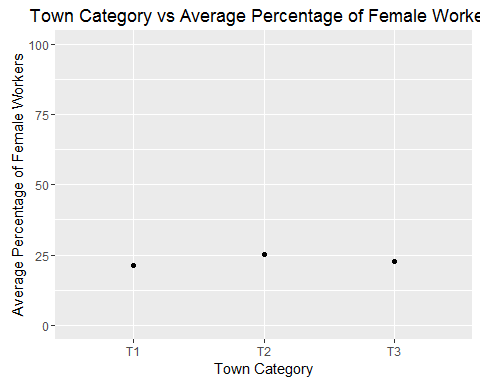 Town Category vs Average Percentage of Female Worke
Average Percentage of Female Workers
100
75
50
25
0
T1 T2 T3
Town Category